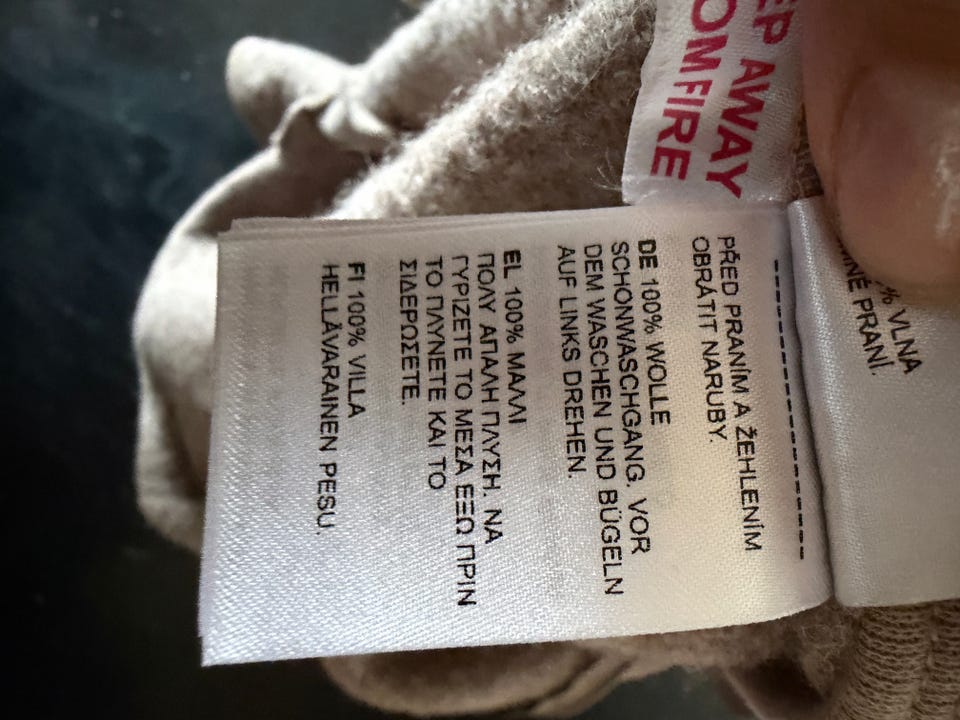 EP AWAY
OMFIRE
% VLNA
MNÉ PRANÍ.
PŘED PRANÍM A ŽEHLENÍM
OBRÁTIT NARUBY.
DE 100% WOLLE
SCHONWASCHGANG. VOR
DEM WASCHEN UND BÜGELN
AUF LINKS DREHEN.
EL 100% ΜΑΛΛΙ
ΠΟΛΥ ΑΠΑΛΗ ΠΛΥΣΗ. ΝΑ
ΓΥΡΙΖΕΤΕ ΤΟ ΜΕΣΑ ΕΞΩ ΠΡΙΝ
ΤΟ ΠΛΥΝΕΤΕ ΚΑΙ ΤΟ
ΣΙΔΕΡΩΣΕΤΕ.
FI 100% VILLA
HELLÄVARAINEN PESU.